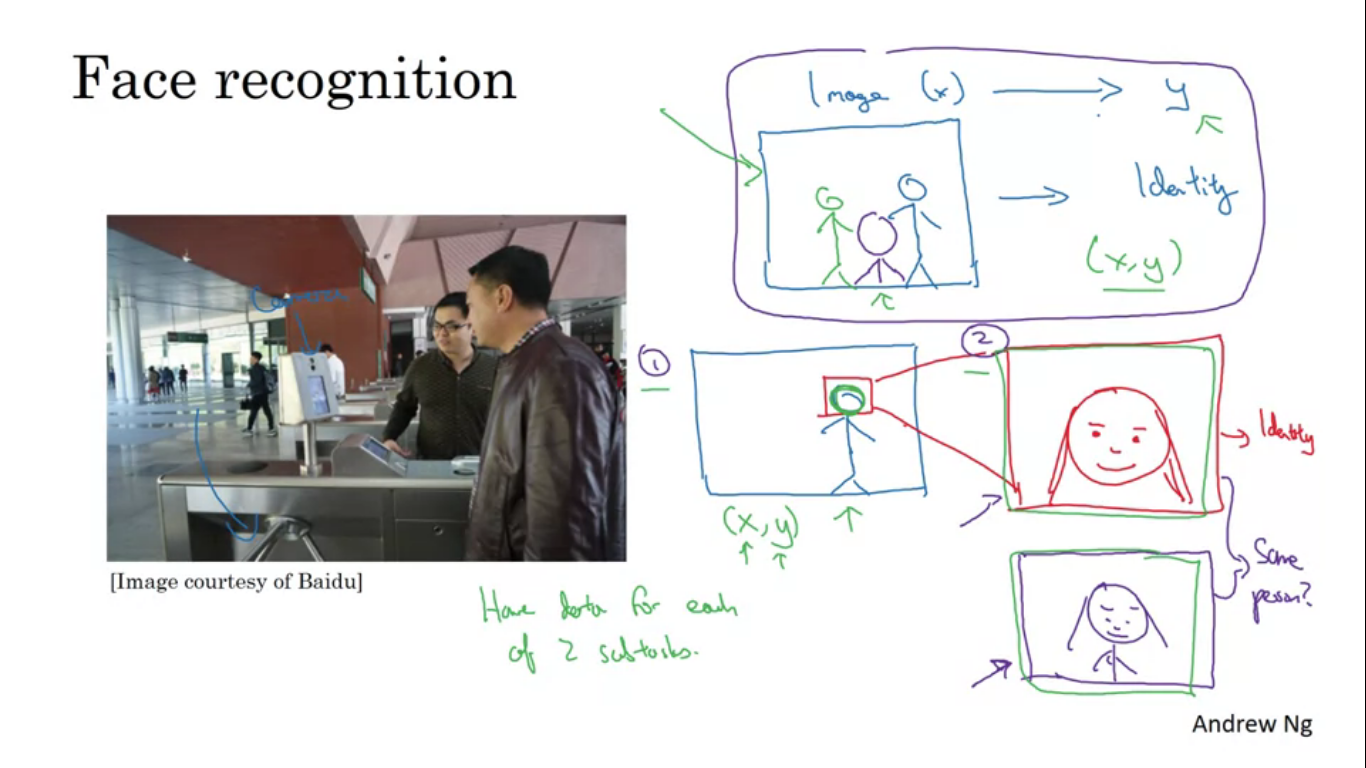 Face recognition
Image (x) → y
→ Identity
(x,y)
Camera
①
②
→ Identity
(x, y)
Same
person?
[Image courtesy of Baidu]
Have data for each
of 2 subtasks.
Andrew Ng